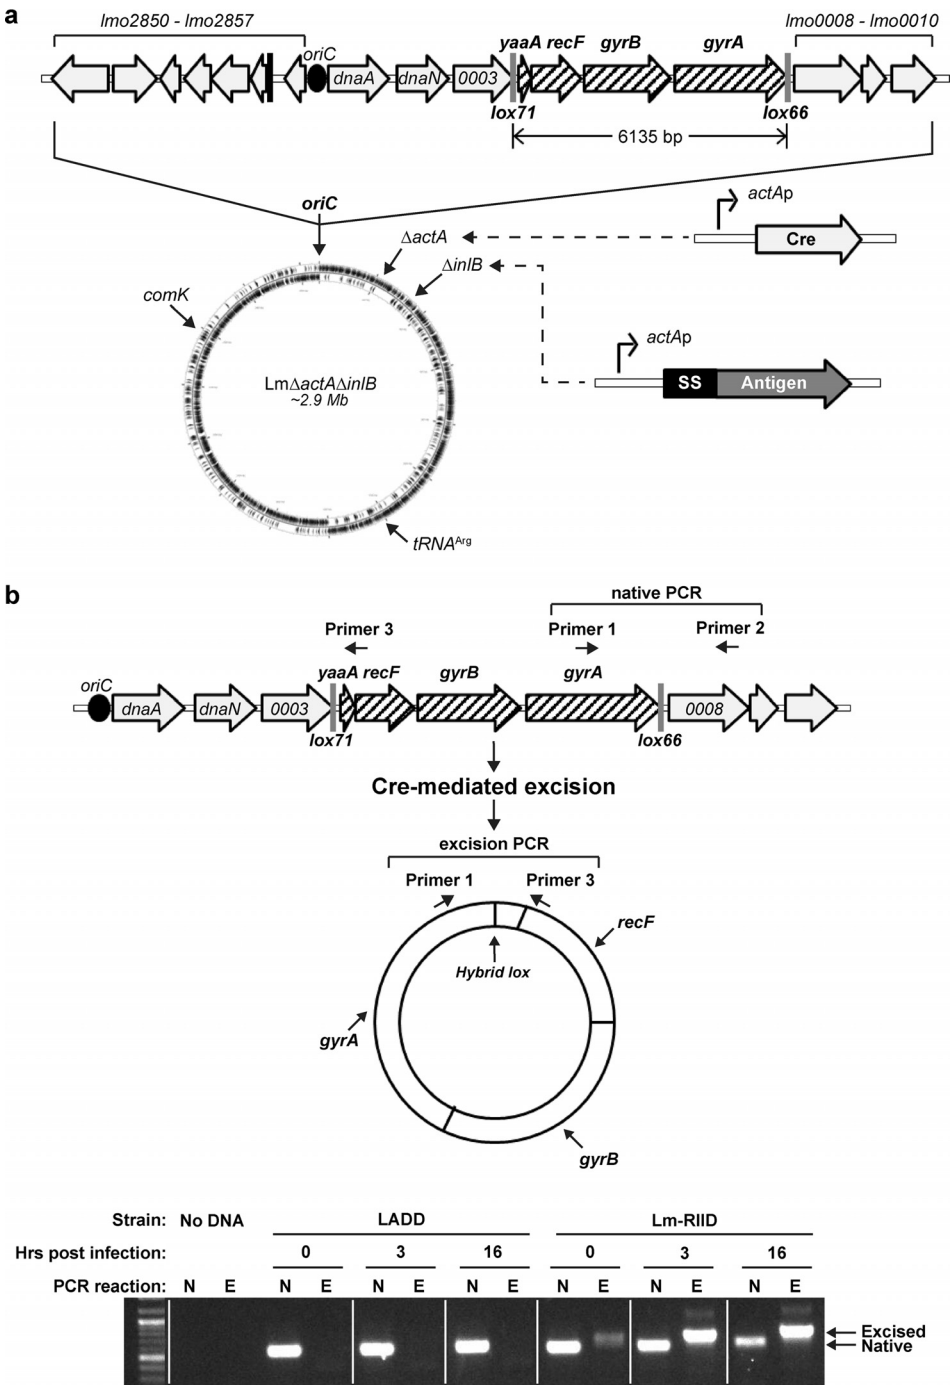 a
lmo2850 - lmo2857
lmo0008 - lmo0010
oriC
yaaA recF gyrB gyrA
dnaA dnaN 0003
lox71 lox66
6135 bp
oriC
actAp
ΔactA
Cre
ΔinlB
comK
actAp
LmΔactAΔinlB
~2.9 Mb
SS Antigen
tRNAArg
b
native PCR
Primer 3 Primer 1 Primer 2
oriC yaaA recF gyrB gyrA
dnaA dnaN 0003 0008
lox71 lox66
Cre-mediated excision
excision PCR
Primer 1 Primer 3
recF
Hybrid lox
gyrA
gyrB
Strain: No DNA LADD Lm-RIID
Hrs post infection: 0 3 16 0 3 16
PCR reaction: N E N E N E N E N E N E N E
Excised
Native